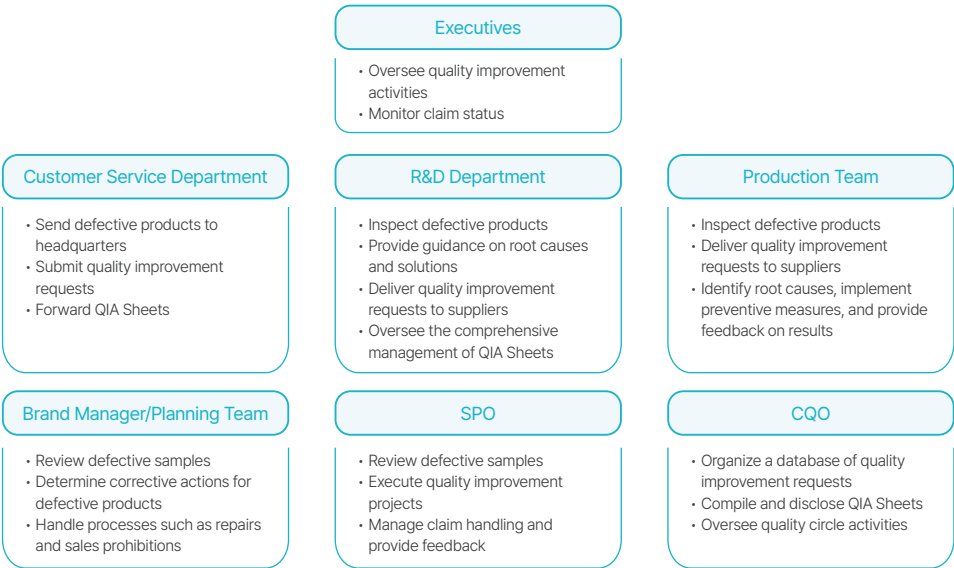 Executives
• Oversee quality improvement
activities
• Monitor claim status
Customer Service Department
• Send defective products to
headquarters
• Submit quality improvement
requests
• Forward QIA Sheets
R&D Department
• Inspect defective products
• Provide guidance on root causes
and solutions
• Deliver quality improvement
requests to suppliers
• Oversee the comprehensive
management of QIA Sheets
Production Team
• Inspect defective products
• Deliver quality improvement
requests to suppliers
• Identify root causes, implement
preventive measures, and provide
feedback on results
Brand Manager/Planning Team
• Review defective samples
• Determine corrective actions for
defective products
• Handle processes such as repairs
and sales prohibitions
SPO
• Review defective samples
• Execute quality improvement
projects
• Manage claim handling and
provide feedback
CQO
• Organize a database of quality
improvement requests
• Compile and disclose QIA Sheets
• Oversee quality circle activities